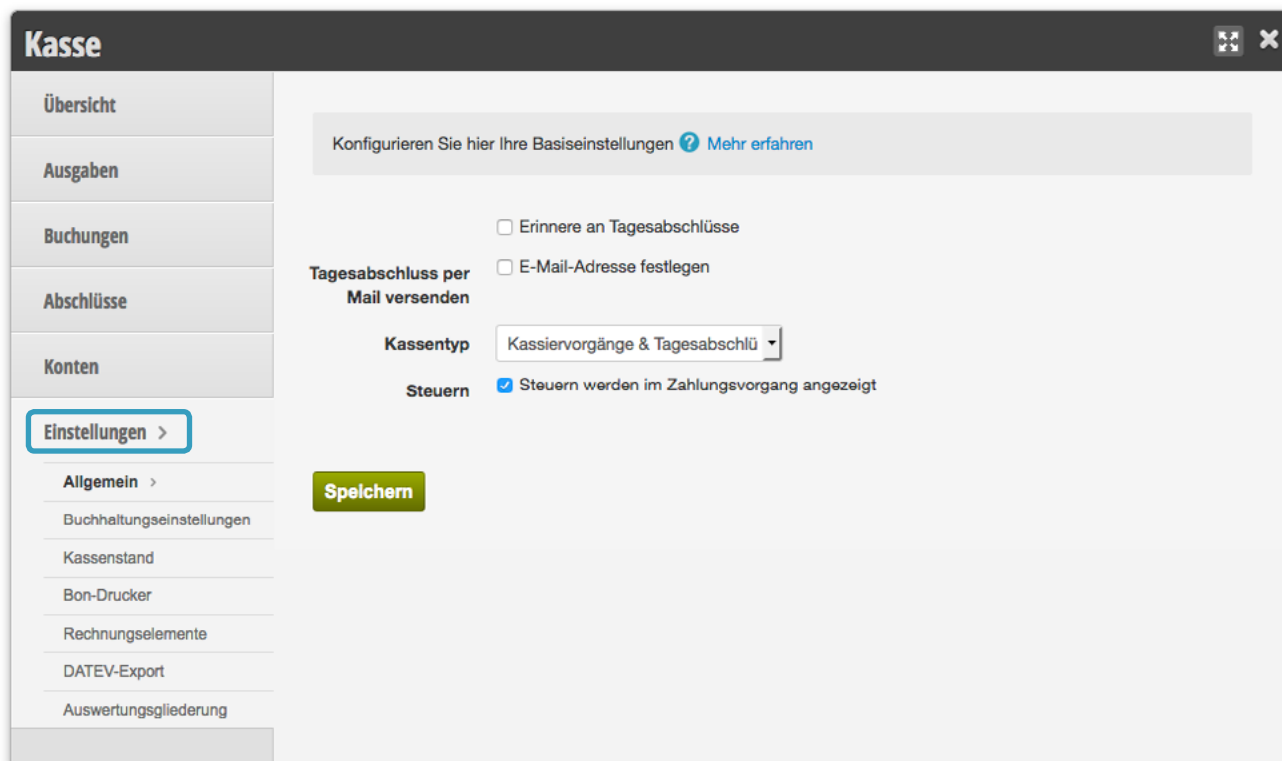 Kasse
Übersicht
Ausgaben
Buchungen
Abschlüsse
Konten
Einstellungen
Allgemein
Buchhaltungseinstellungen
Kassenstand
Bon-Drucker
Rechnungselemente
DATEV-Export
Auswertungsgliederung
Konfigurieren Sie hier Ihre Basiseinstellungen ? Mehr erfahren
Erinnere an Tagesabschlüsse
Tagesabschluss per
Mail versenden
E-Mail-Adresse festlegen
Kassentyp
Kassiervorgänge & Tagesabschlü
Steuern
Steuern werden im Zahlungsvorgang angezeigt
Speichern